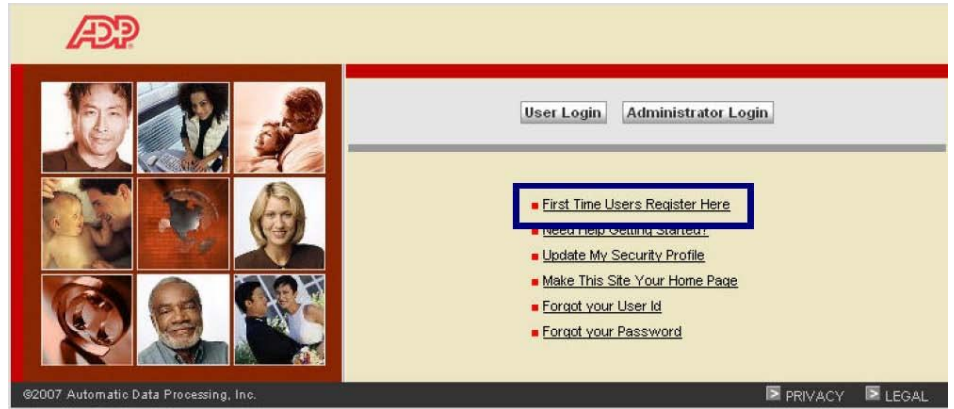 ADP
User Login Administrator Login
First Time Users Register Here
Need Help Getting Started?
Update My Security Profile
Make This Site Your Home Page
Forgot your User Id
Forgot your Password
©2007 Automatic Data Processing, Inc. PRIVACY LEGAL